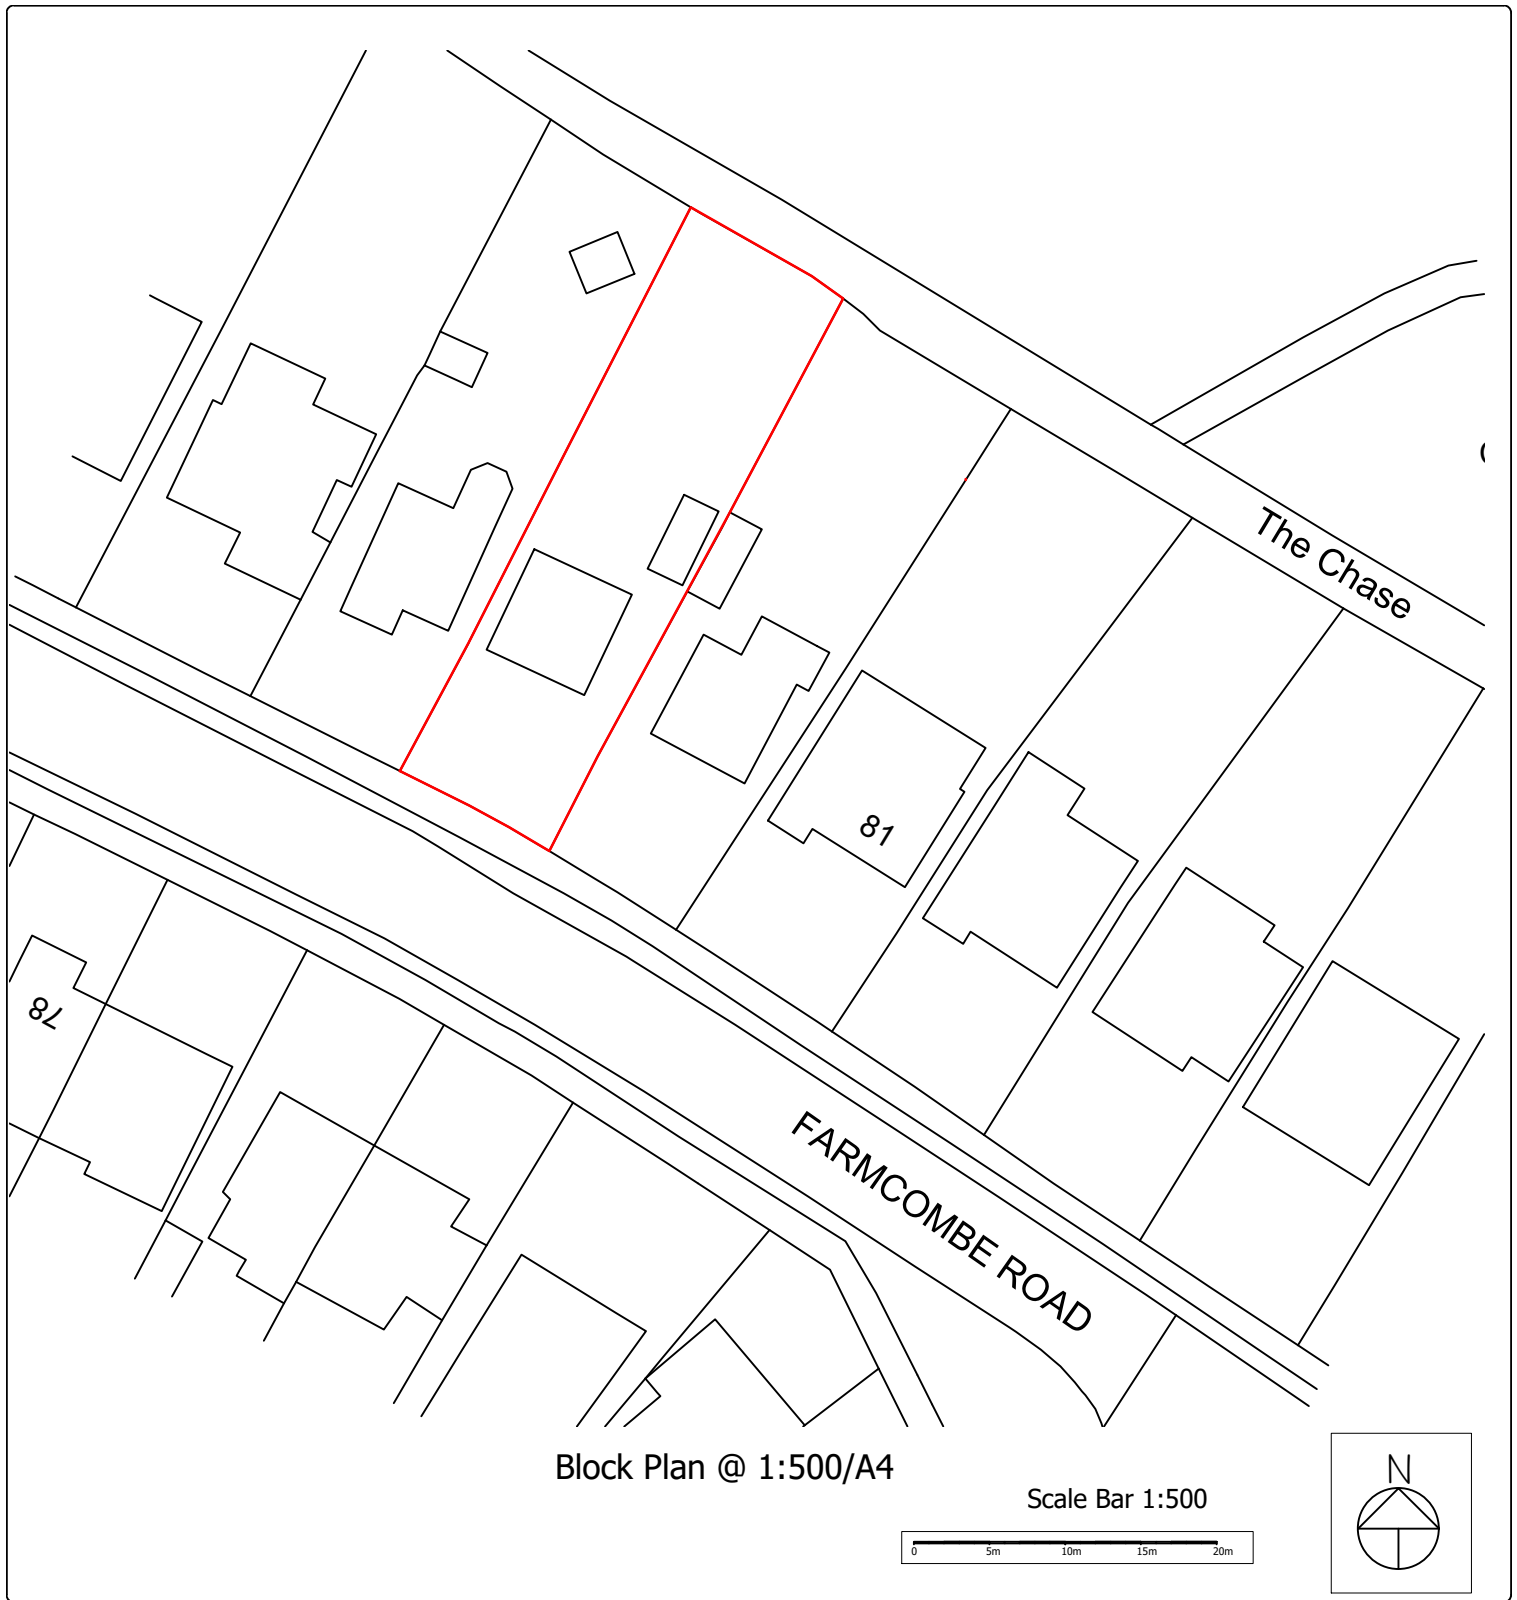 The Chase
81
78
FARMCOMBE ROAD
Block Plan @ 1:500/A4
Scale Bar 1:500
0 5m 10m 15m 20m
N